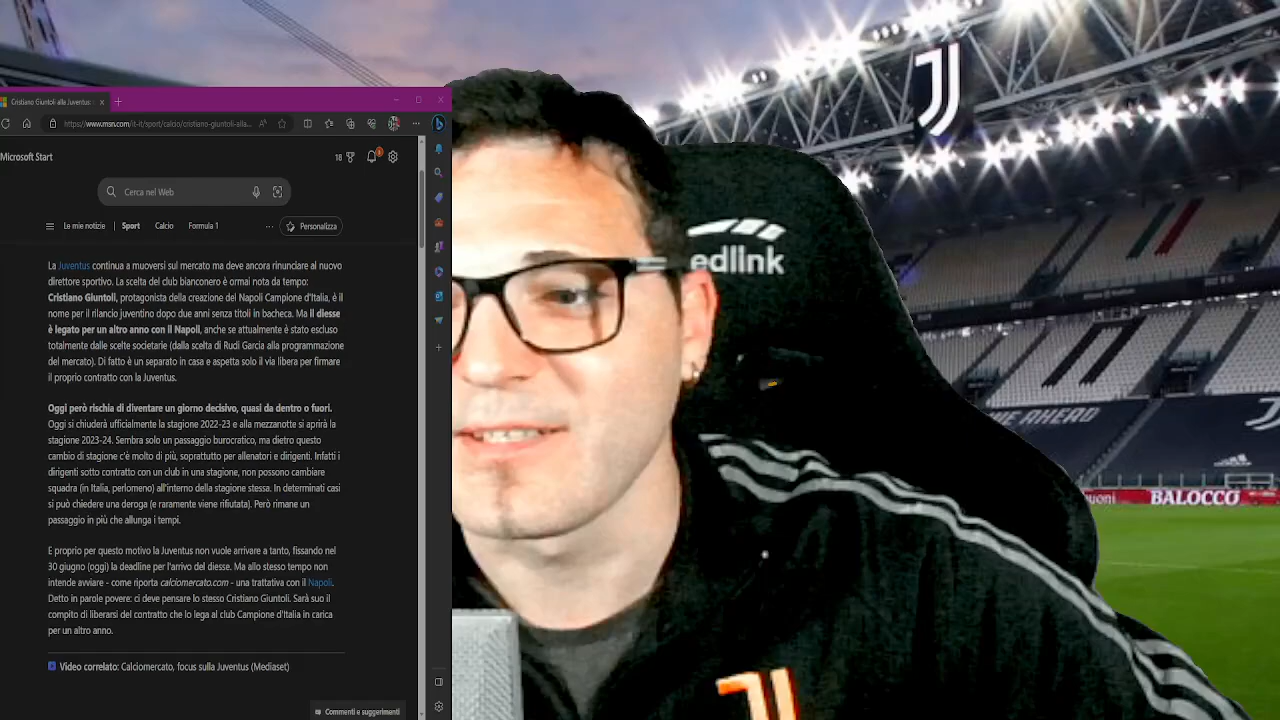 Cristiano Giuntoli alla Juventus
https://www.msn.com/it-it/sport/calcio/cristiano-giuntoli-alla...
Microsoft Start
18
Cerca nel Web
Le mie notizie Sport Calcio Formula 1 ... Personalizza
La Juventus continua a muoversi sul mercato ma deve ancora rinunciare al nuovo
direttore sportivo. La scelta del club bianconero è ormai nota da tempo:
Cristiano Giuntoli, protagonista della creazione del Napoli Campione d'Italia, è il
nome per il rilancio juventino dopo due anni senza titoli in bacheca. Ma il diesse
è legato per un altro anno con il Napoli, anche se attualmente è stato escluso
totalmente dalle scelte societarie (dalla scelta di Rudi Garcia alla programmazione
del mercato). Di fatto è un separato in casa e aspetta solo il via libera per firmare
il proprio contratto con la Juventus.
Oggi però rischia di diventare un giorno decisivo, quasi da dentro o fuori.
Oggi si chiuderà ufficialmente la stagione 2022-23 e alla mezzanotte si aprirà la
stagione 2023-24. Sembra solo un passaggio burocratico, ma dietro questo
cambio di stagione c'è molto di più, soprattutto per allenatori e dirigenti. Infatti i
dirigenti sotto contratto con un club in una stagione, non possono cambiare
squadra (in Italia, perlomeno) all'interno della stagione stessa. In determinati casi
si può chiedere una deroga (e raramente viene rifiutata). Però rimane un
passaggio in più che allunga i tempi.
E proprio per questo motivo la Juventus non vuole arrivare a tanto, fissando nel
30 giugno (oggi) la deadline per l'arrivo del diesse. Ma allo stesso tempo non
intende avviare - come riporta calciomercato.com - una trattativa con il Napoli.
Detto in parole povere: ci deve pensare lo stesso Cristiano Giuntoli. Sarà suo il
compito di liberarsi del contratto che lo lega al club Campione d'Italia in carica
per un altro anno.
Video correlato: Calciomercato, focus sulla Juventus (Mediaset)
Commenti e suggerimenti
edlink
AHEAD
BALOCCO